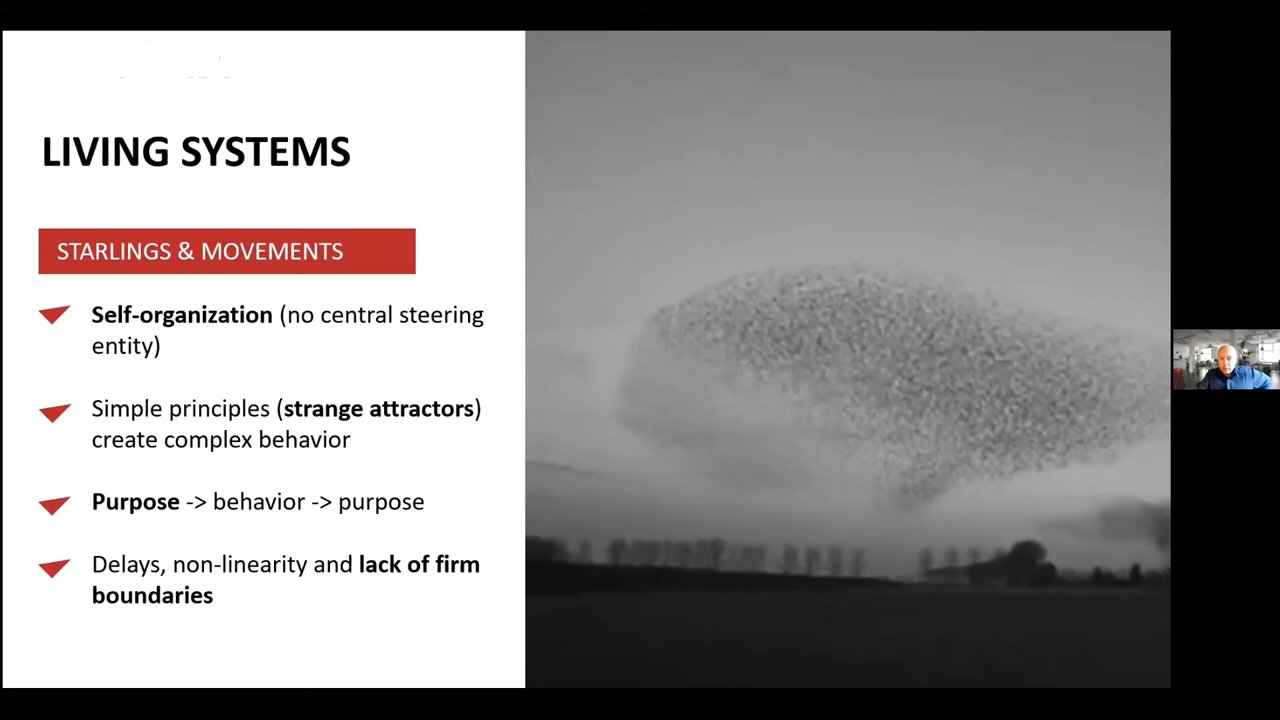 LIVING SYSTEMS
STARLINGS & MOVEMENTS
Self-organization (no central steering
entity)
Simple principles (strange attractors)
create complex behavior
Purpose -> behavior -> purpose
Delays, non-linearity and lack of firm
boundaries